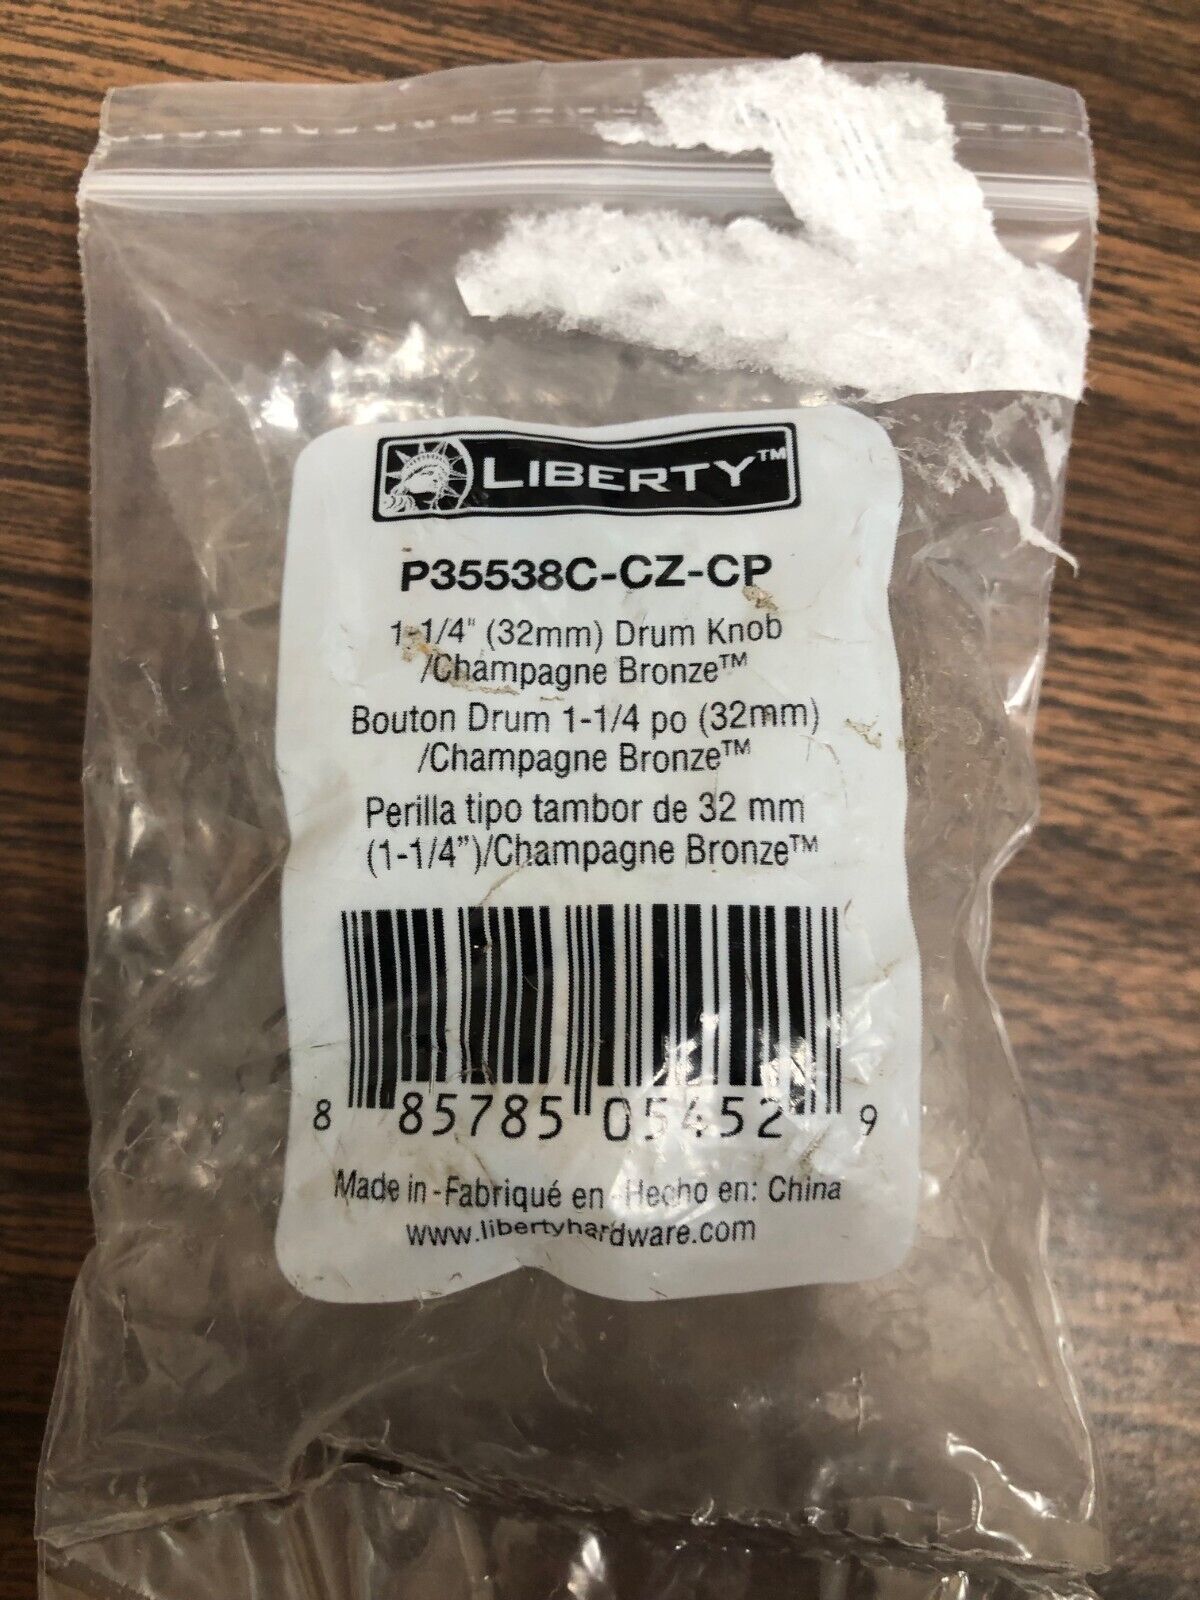 LIBERTY™
P35538C-CZ-CP
1-1/4" (32mm) Drum Knob
/Champagne Bronze™
Bouton Drum 1-1/4 po (32mm)
/Champagne Bronze™
Perilla tipo tambor de 32 mm
(1-1/4”)/Champagne Bronze™
8 85785 05452 9
Made in - Fabriqué en - Hecho en: China
www.libertyhardware.com